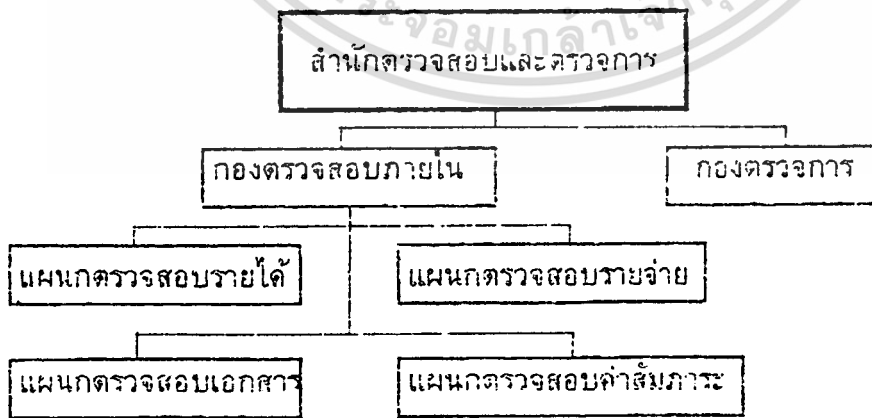 สำนักตรวจสอบและตรวจการ
กองตรวจสอบภายใน
กองตรวจการ
แผนกตรวจสอบรายได้
แผนกตรวจสอบรายจ่าย
แผนกตรวจสอบเอกสาร
แผนกตรวจสอบค่าสัมภาระ